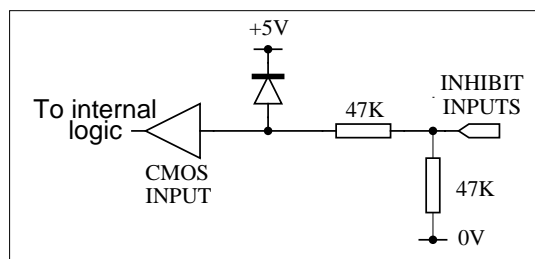 +5V
To internal
logic
CMOS
INPUT
47K
INHIBIT
INPUTS
47K
0V